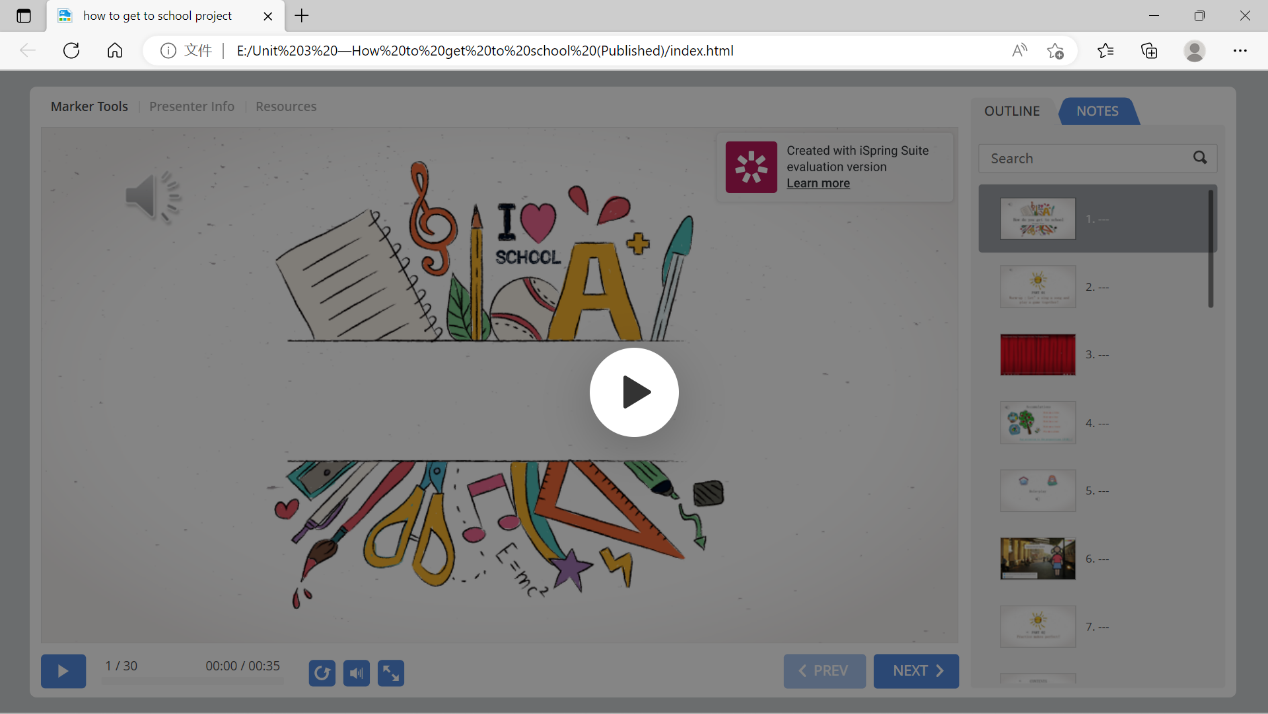 how to get to school project
文件
E:/Unit%203%20—How%20to%20get%20to%20school%20(Published)/index.html
Marker Tools
Presenter Info
Resources
OUTLINE
NOTES
Search
Created with iSpring Suite
evaluation version
Learn more
I
SCHOOL
A
E=mc²
1. ---
2. ---
3. ---
4. ---
5. ---
6. ---
7. ---
1 / 30
00:00 / 00:35
PREV
NEXT